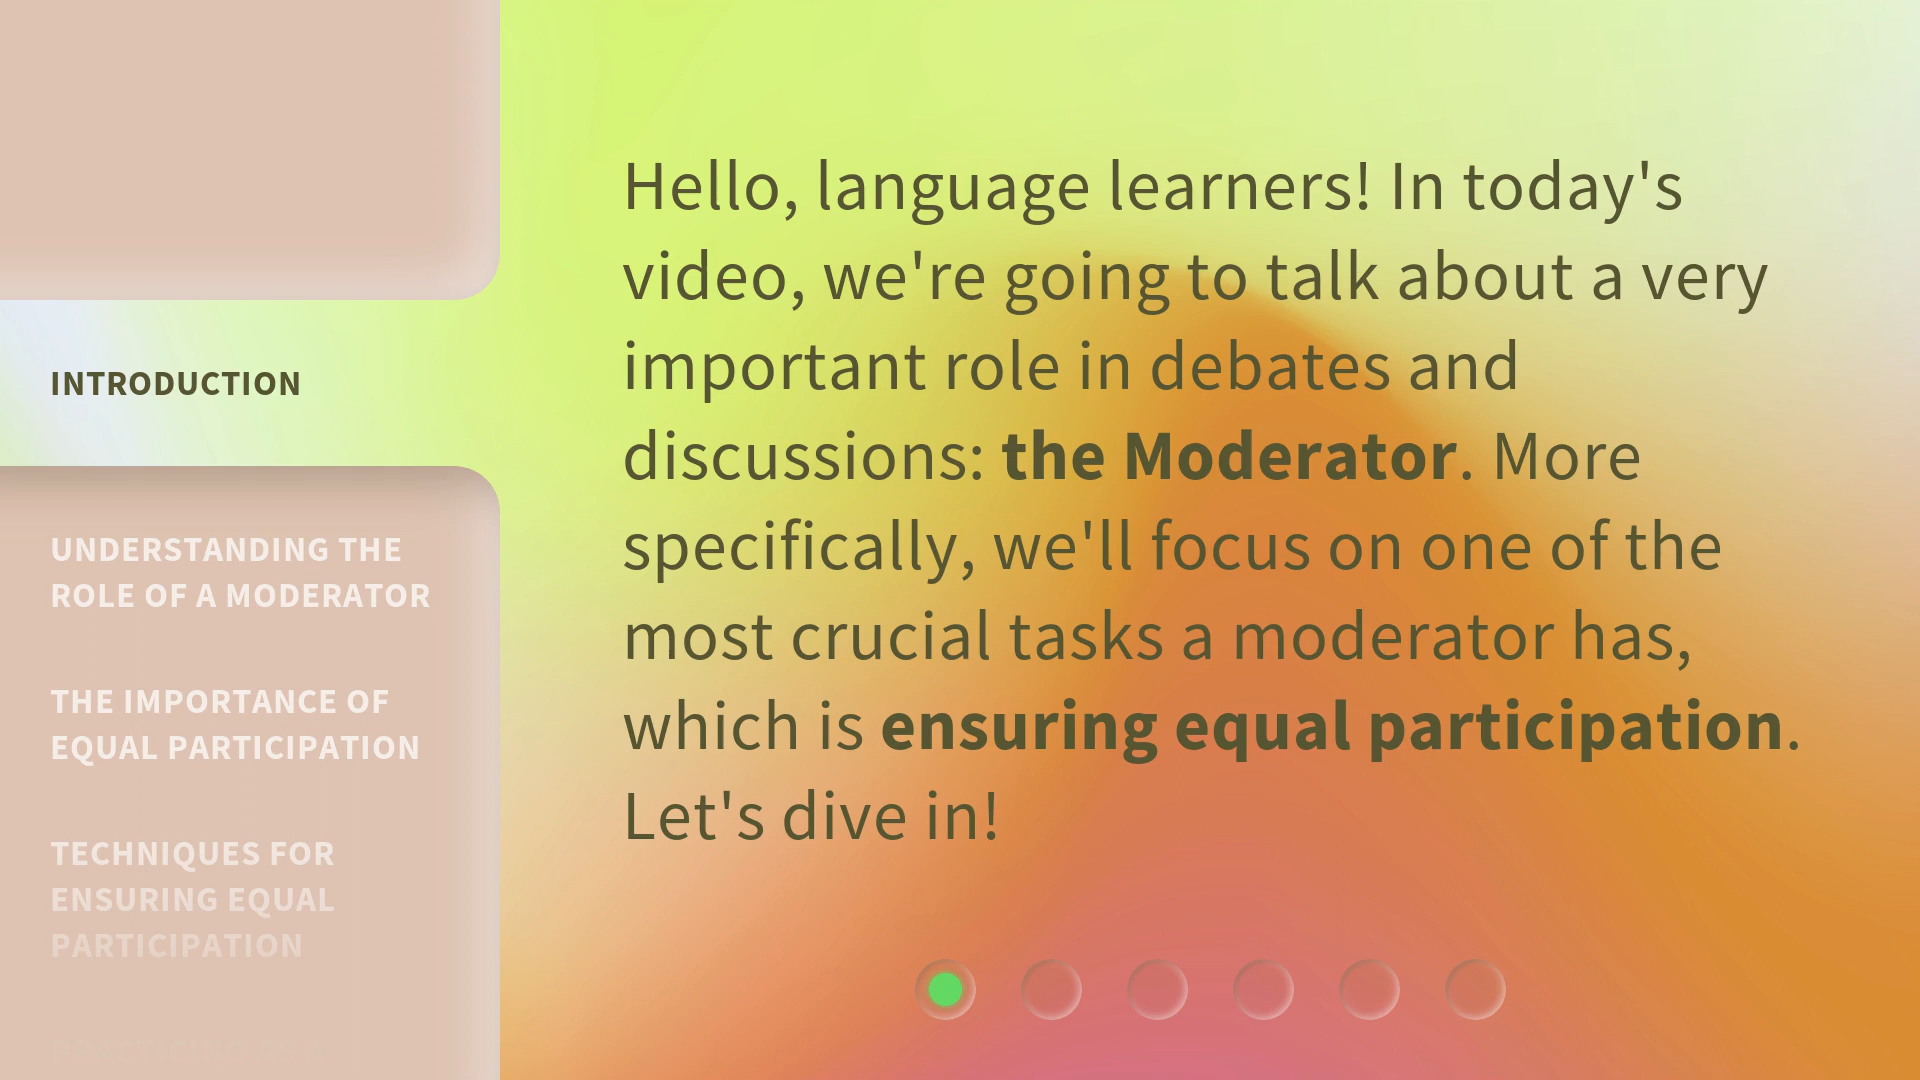 INTRODUCTION
UNDERSTANDING THE
ROLE OF A MODERATOR
THE IMPORTANCE OF
EQUAL PARTICIPATION
TECHNIQUES FOR
ENSURING EQUAL
PARTICIPATION
Hello, language learners! In today's
video, we're going to talk about a very
important role in debates and
discussions: the Moderator. More
specifically, we'll focus on one of the
most crucial tasks a moderator has,
which is ensuring equal participation.
Let's dive in!